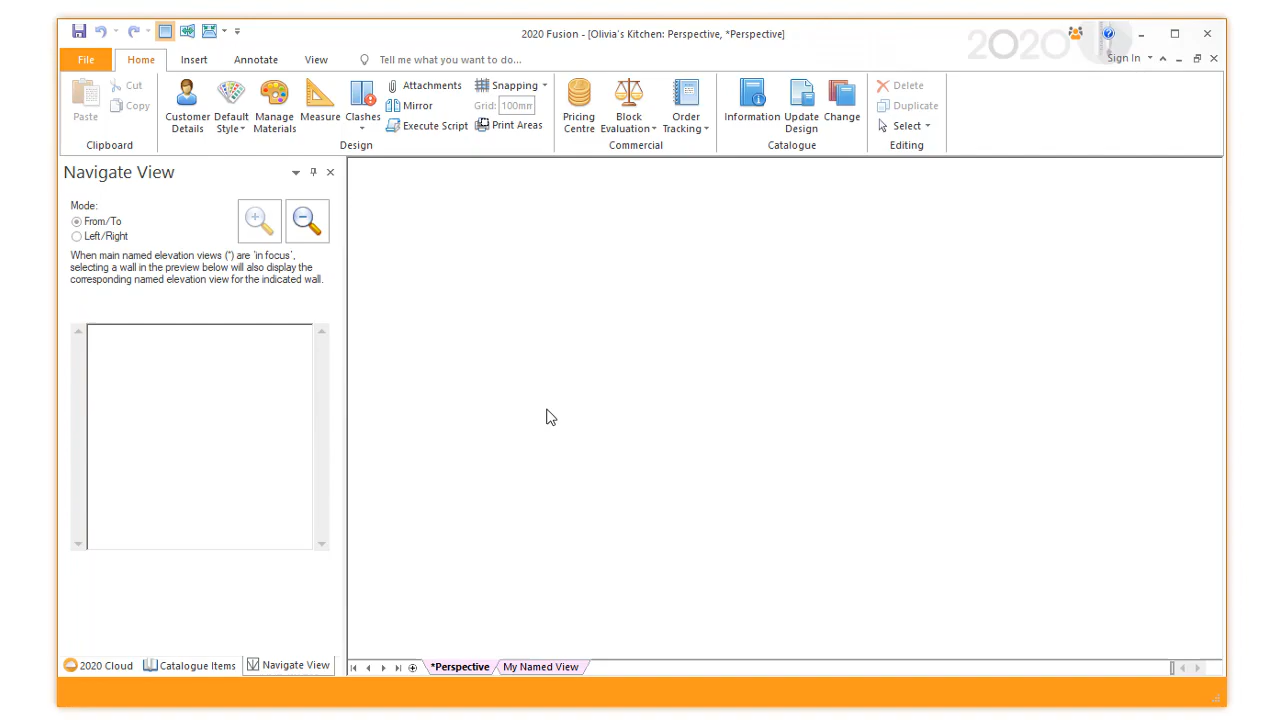 2020 Fusion - [Olivia's Kitchen: Perspective, *Perspective]
2020
File Home Insert Annotate View Tell me what you want to do... Sign In
Paste Cut Copy
Clipboard
Customer Details
Default Style
Manage Materials
Measure
Clashes
Attachments
Mirror
Execute Script
Snapping
Grid: 100mm
Print Areas
Design
Pricing Centre
Block Evaluation
Order Tracking
Commercial
Information
Update Design
Change
Catalogue
Delete
Duplicate
Select
Editing
Navigate View
Mode:
From/To
Left/Right
When main named elevation views (*) are 'in focus',
selecting a wall in the preview below will also display the
corresponding named elevation view for the indicated wall.
2020 Cloud Catalogue Items Navigate View
*Perspective My Named View